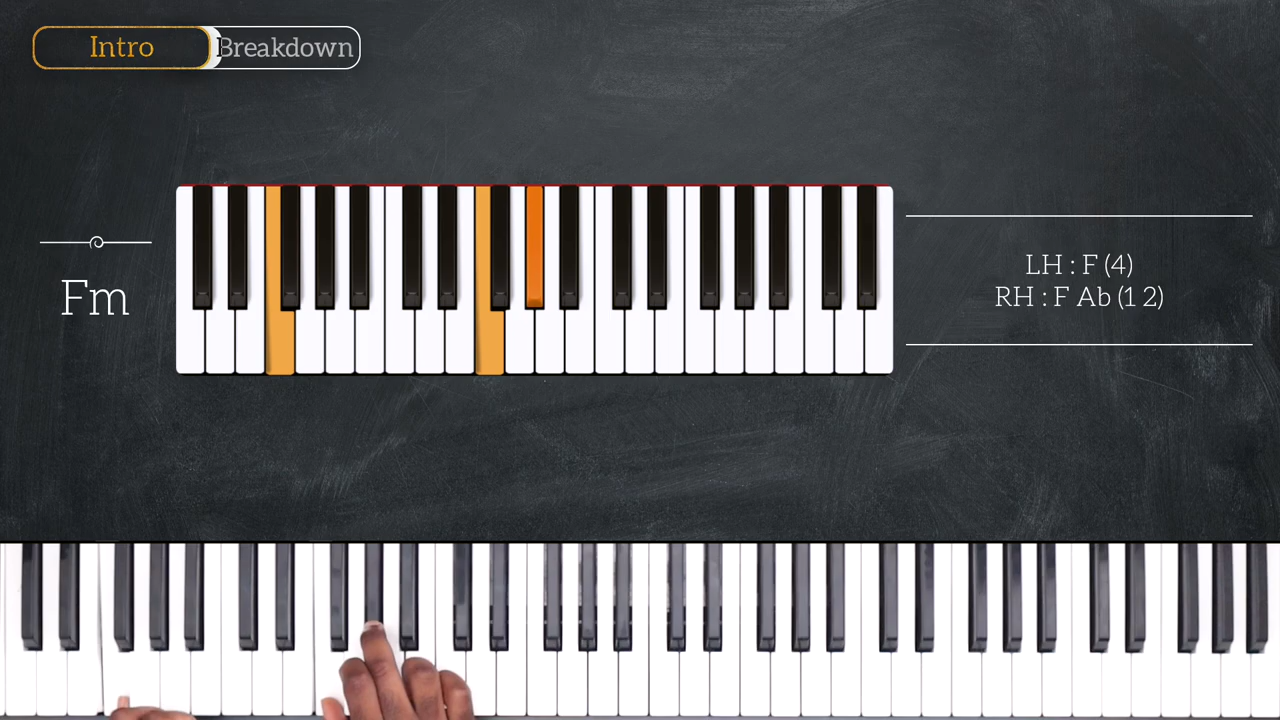 Intro
Breakdown
Fm
LH : F (4)
RH : F Ab (1 2)